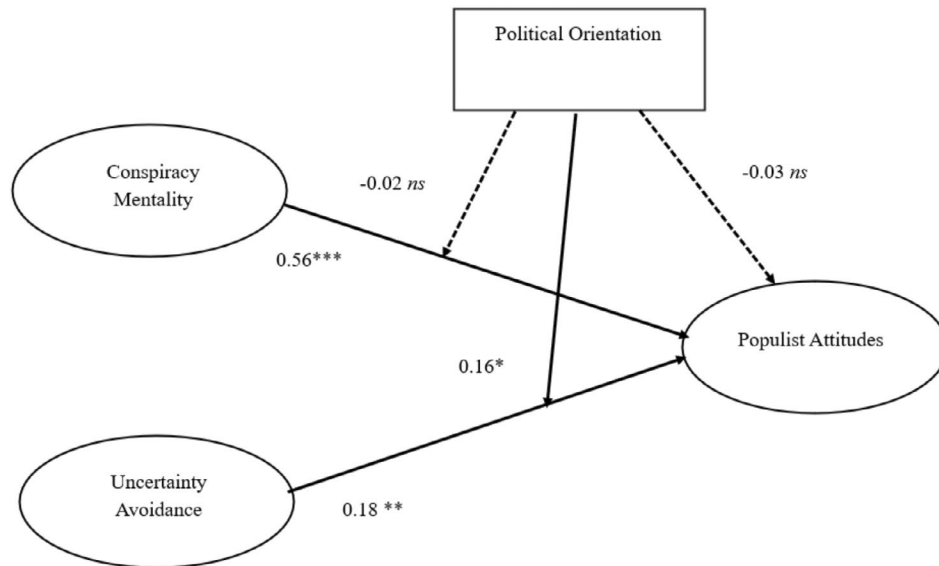 Political Orientation
Conspiracy
Mentality
-0.02 ns
-0.03 ns
0.56***
Populist Attitudes
0.16*
Uncertainty
Avoidance
0.18 **